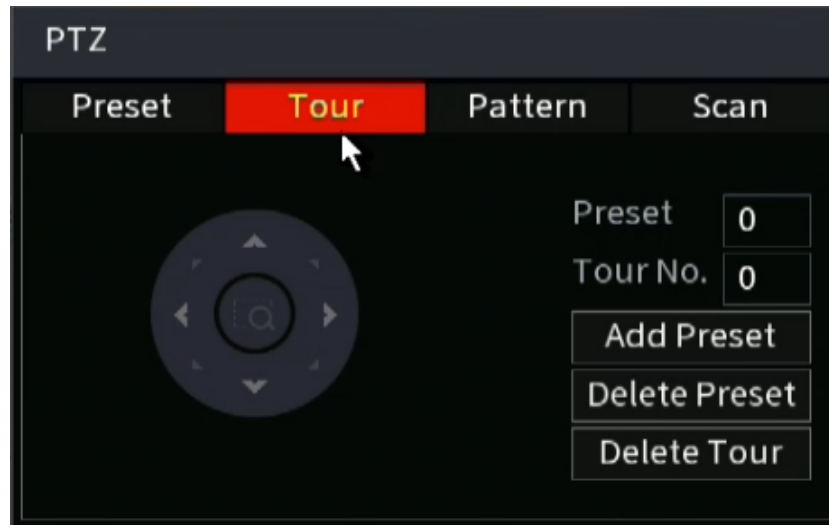 PTZ
Preset Tour Pattern Scan
Preset 0
Tour No. 0
Add Preset
Delete Preset
Delete Tour